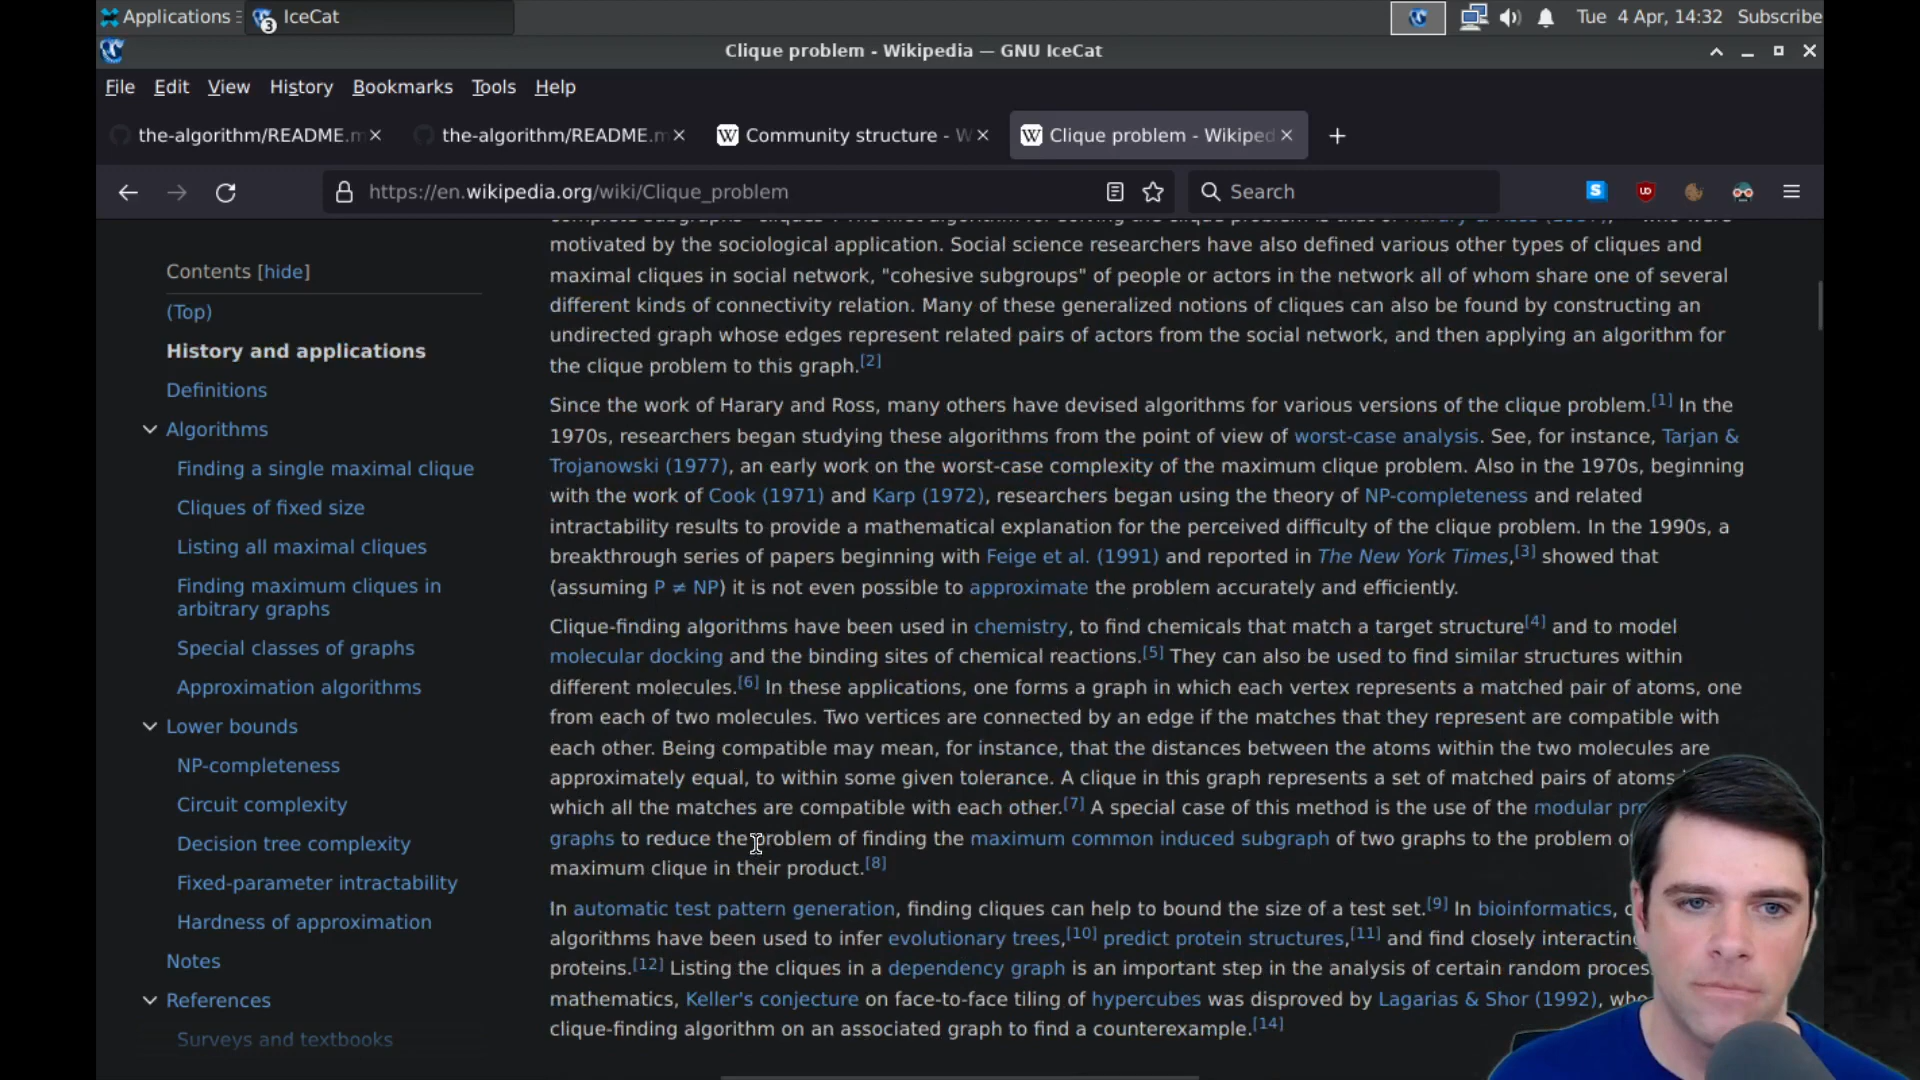 Applications
3
IceCat
Tue 4 Apr, 14:32
Subscribe
Clique problem - Wikipedia — GNU IceCat
File Edit View History Bookmarks Tools Help
the-algorithm/README.m
the-algorithm/README.m
W Community structure - W
W Clique problem - Wikiped
https://en.wikipedia.org/wiki/Clique_problem
Search
S
Contents [hide]
(Top)
History and applications
Definitions
Algorithms
Finding a single maximal clique
Cliques of fixed size
Listing all maximal cliques
Finding maximum cliques in
arbitrary graphs
Special classes of graphs
Approximation algorithms
Lower bounds
NP-completeness
Circuit complexity
Decision tree complexity
Fixed-parameter intractability
Hardness of approximation
Notes
References
Surveys and textbooks
motivated by the sociological application. Social science researchers have also defined various other types of cliques and
maximal cliques in social network, "cohesive subgroups" of people or actors in the network all of whom share one of several
different kinds of connectivity relation. Many of these generalized notions of cliques can also be found by constructing an
undirected graph whose edges represent related pairs of actors from the social network, and then applying an algorithm for
the clique problem to this graph.[2]
Since the work of Harary and Ross, many others have devised algorithms for various versions of the clique problem.[1] In the
1970s, researchers began studying these algorithms from the point of view of worst-case analysis. See, for instance, Tarjan &
Trojanowski (1977), an early work on the worst-case complexity of the maximum clique problem. Also in the 1970s, beginning
with the work of Cook (1971) and Karp (1972), researchers began using the theory of NP-completeness and related
intractability results to provide a mathematical explanation for the perceived difficulty of the clique problem. In the 1990s, a
breakthrough series of papers beginning with Feige et al. (1991) and reported in The New York Times,[3] showed that
(assuming P ≠ NP) it is not even possible to approximate the problem accurately and efficiently.
Clique-finding algorithms have been used in chemistry, to find chemicals that match a target structure[4] and to model
molecular docking and the binding sites of chemical reactions.[5] They can also be used to find similar structures within
different molecules.[6] In these applications, one forms a graph in which each vertex represents a matched pair of atoms, one
from each of two molecules. Two vertices are connected by an edge if the matches that they represent are compatible with
each other. Being compatible may mean, for instance, that the distances between the atoms within the two molecules are
approximately equal, to within some given tolerance. A clique in this graph represents a set of matched pairs of atoms
which all the matches are compatible with each other.[7] A special case of this method is the use of the modular
graphs to reduce the problem of finding the maximum common induced subgraph of two graphs to the problem
maximum clique in their product.[8]
In automatic test pattern generation, finding cliques can help to bound the size of a test set.[9] In bioinformatics,
algorithms have been used to infer evolutionary trees,[10] predict protein structures,[11] and find closely interacting
proteins.[12] Listing the cliques in a dependency graph is an important step in the analysis of certain random
mathematics, Keller's conjecture on face-to-face tiling of hypercubes was disproved by Lagarias & Shor (1992),
clique-finding algorithm on an associated graph to find a counterexample.[14]